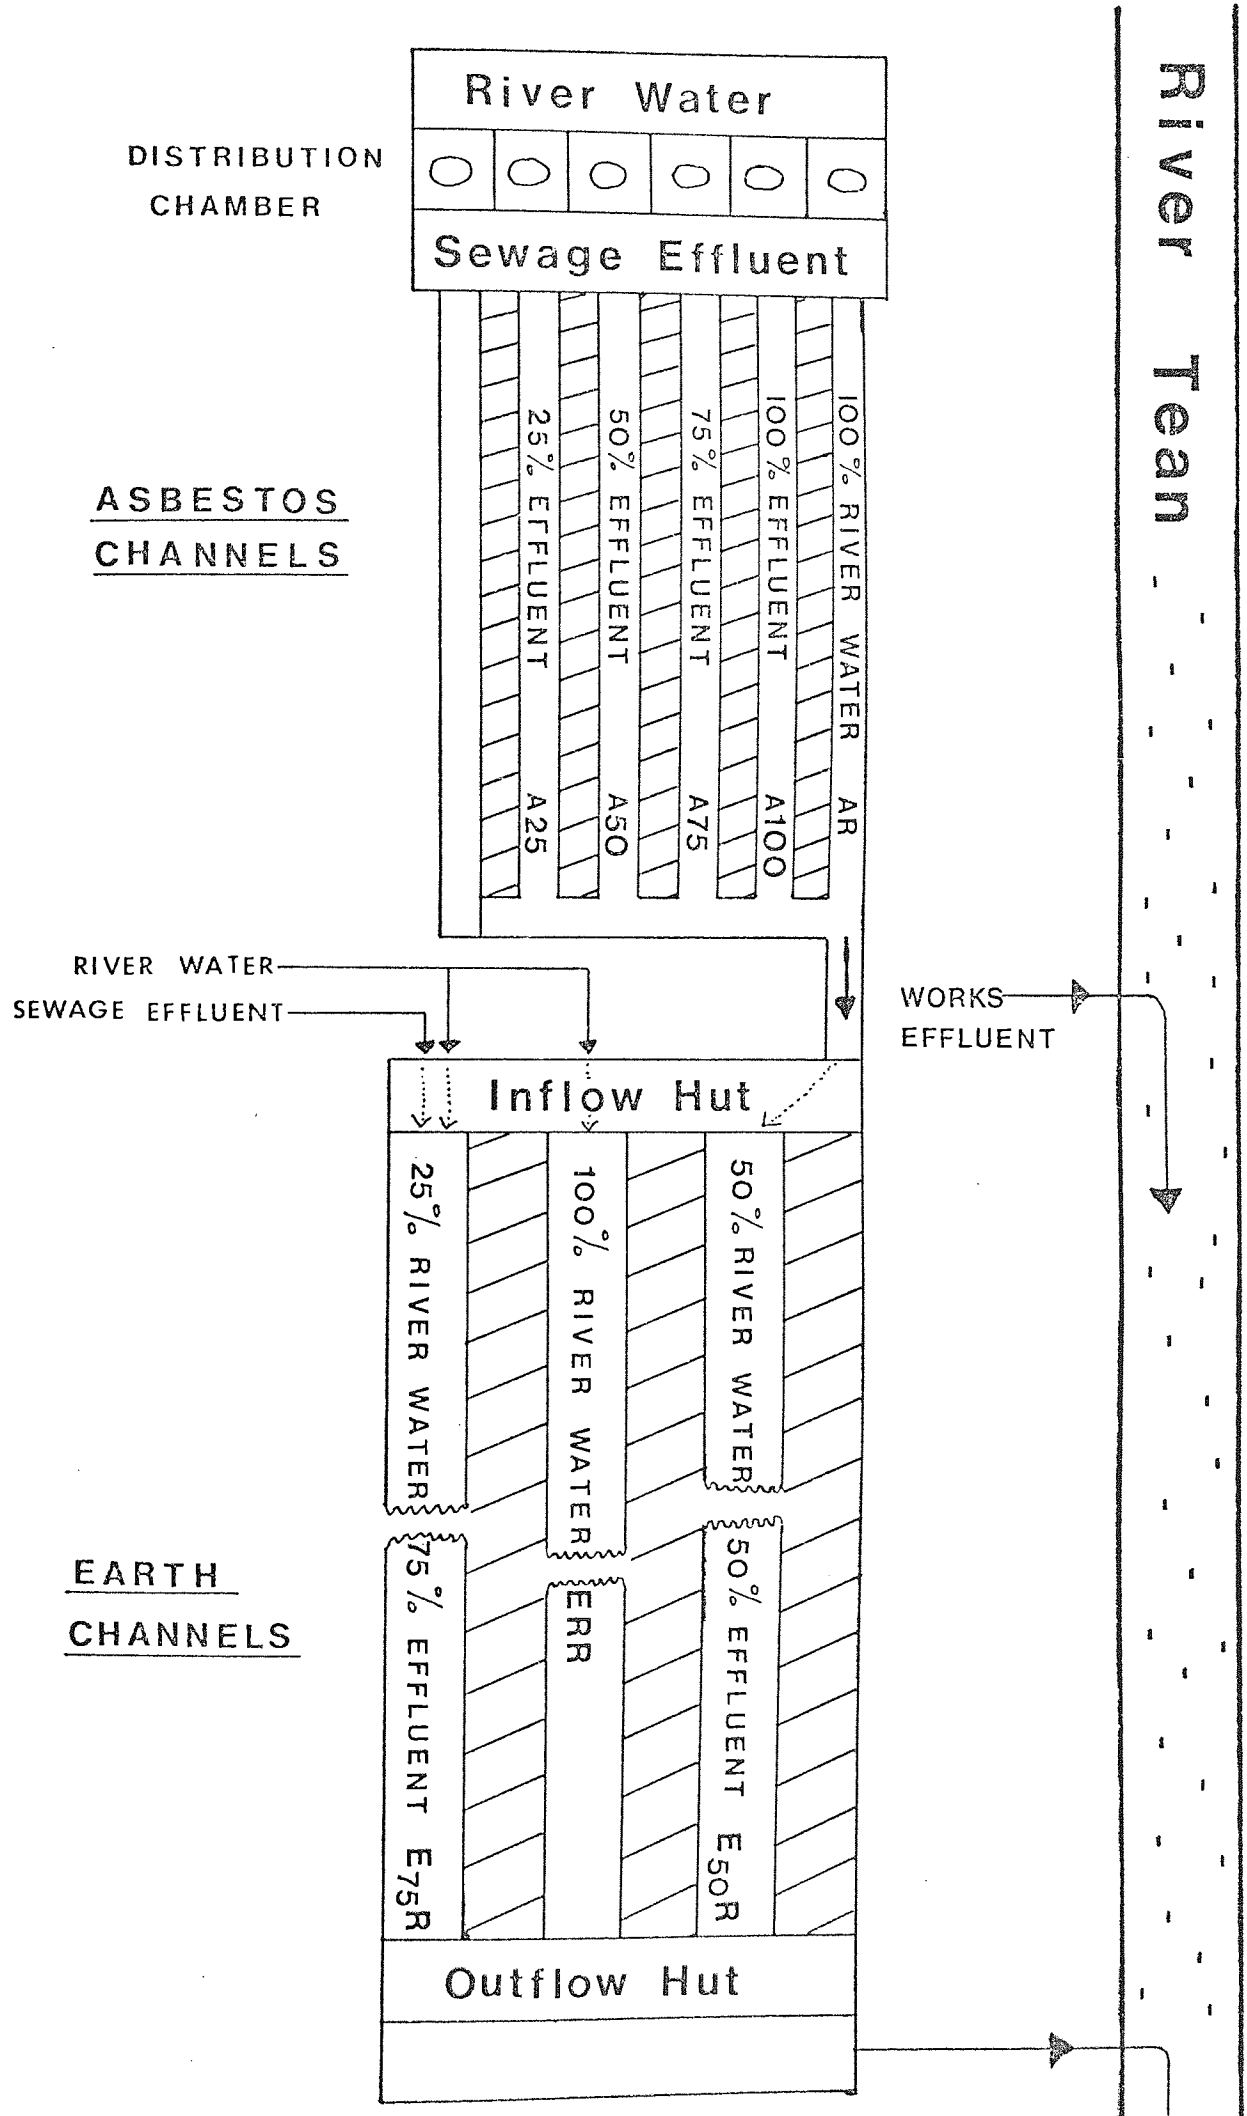 River Water
DISTRIBUTION
CHAMBER
Sewage Effluent
River Tean
25% EFFLUENT A25
50% EFFLUENT A50
75% EFFLUENT A75
100% EFFLUENT A100
100% RIVER WATER AR
ASBESTOS
CHANNELS
RIVER WATER
SEWAGE EFFLUENT
WORKS
EFFLUENT
Inflow Hut
25% RIVER WATER
100% RIVER WATER
50% RIVER WATER
75% EFFLUENT E75R
ERR
50% EFFLUENT E50R
EARTH
CHANNELS
Outflow Hut